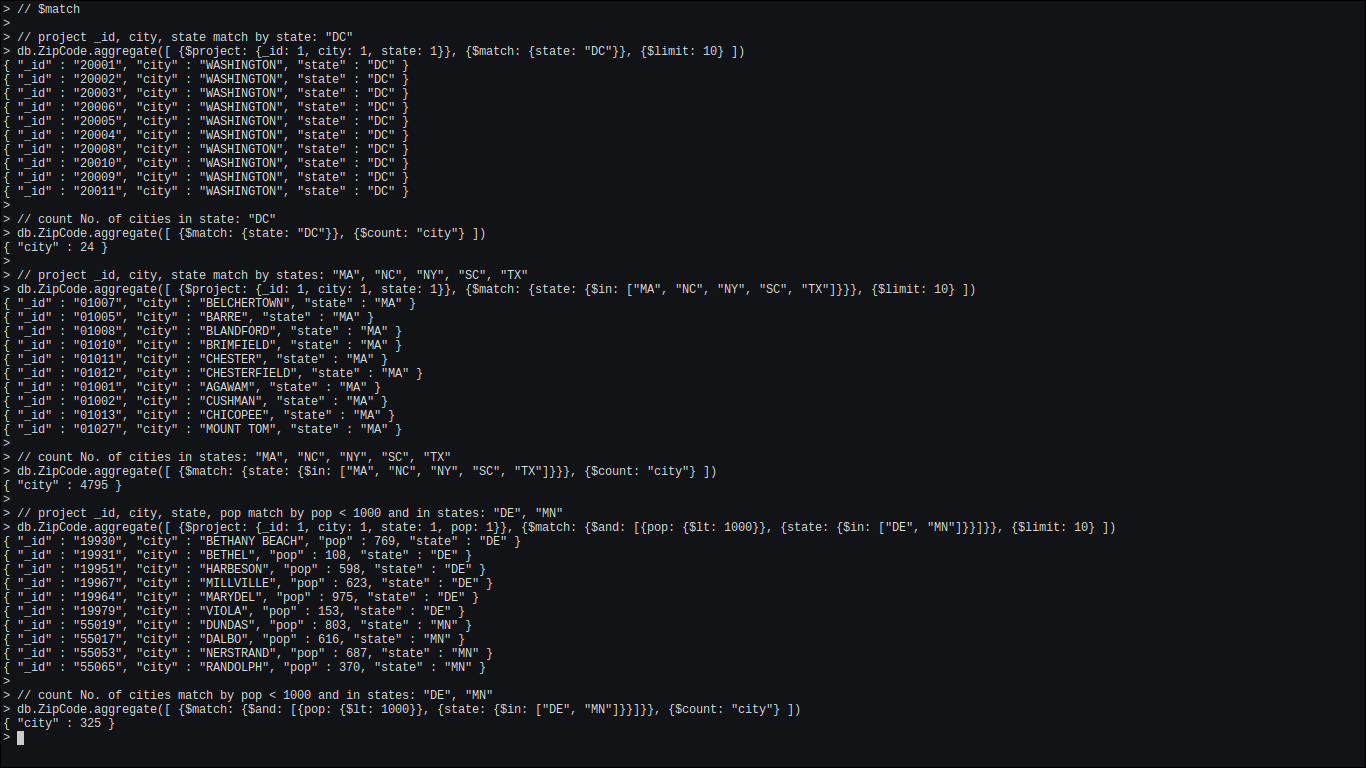 > // $match
>
> // project _id, city, state match by state: "DC"
> db.ZipCode.aggregate([ {$project: {_id: 1, city: 1, state: 1}}, {$match: {state: "DC"}}, {$limit: 10} ])
{ "_id" : "20001", "city" : "WASHINGTON", "state" : "DC" }
{ "_id" : "20002", "city" : "WASHINGTON", "state" : "DC" }
{ "_id" : "20003", "city" : "WASHINGTON", "state" : "DC" }
{ "_id" : "20006", "city" : "WASHINGTON", "state" : "DC" }
{ "_id" : "20005", "city" : "WASHINGTON", "state" : "DC" }
{ "_id" : "20004", "city" : "WASHINGTON", "state" : "DC" }
{ "_id" : "20008", "city" : "WASHINGTON", "state" : "DC" }
{ "_id" : "20010", "city" : "WASHINGTON", "state" : "DC" }
{ "_id" : "20009", "city" : "WASHINGTON", "state" : "DC" }
{ "_id" : "20011", "city" : "WASHINGTON", "state" : "DC" }
>
> // count No. of cities in state: "DC"
> db.ZipCode.aggregate([ {$match: {state: "DC"}}, {$count: "city"} ])
{ "city" : 24 }
>
> // project _id, city, state match by states: "MA", "NC", "NY", "SC", "TX"
> db.ZipCode.aggregate([ {$project: {_id: 1, city: 1, state: 1}}, {$match: {state: {$in: ["MA", "NC", "NY", "SC", "TX"]}}}, {$limit: 10} ])
{ "_id" : "01007", "city" : "BELCHERTOWN", "state" : "MA" }
{ "_id" : "01005", "city" : "BARRE", "state" : "MA" }
{ "_id" : "01008", "city" : "BLANDFORD", "state" : "MA" }
{ "_id" : "01010", "city" : "BRIMFIELD", "state" : "MA" }
{ "_id" : "01011", "city" : "CHESTER", "state" : "MA" }
{ "_id" : "01012", "city" : "CHESTERFIELD", "state" : "MA" }
{ "_id" : "01001", "city" : "AGAWAM", "state" : "MA" }
{ "_id" : "01002", "city" : "CUSHMAN", "state" : "MA" }
{ "_id" : "01013", "city" : "CHICOPEE", "state" : "MA" }
{ "_id" : "01027", "city" : "MOUNT TOM", "state" : "MA" }
>
> // count No. of cities in states: "MA", "NC", "NY", "SC", "TX"
> db.ZipCode.aggregate([ {$match: {state: {$in: ["MA", "NC", "NY", "SC", "TX"]}}}, {$count: "city"} ])
{ "city" : 4795 }
>
> // project _id, city, state, pop match by pop < 1000 and in states: "DE", "MN"
> db.ZipCode.aggregate([ {$project: {_id: 1, city: 1, state: 1, pop: 1}}, {$match: {$and: [{pop: {$lt: 1000}}, {state: {$in: ["DE", "MN"]}}]}}, {$limit: 10} ])
{ "_id" : "19930", "city" : "BETHANY BEACH", "pop" : 769, "state" : "DE" }
{ "_id" : "19931", "city" : "BETHEL", "pop" : 108, "state" : "DE" }
{ "_id" : "19951", "city" : "HARBESON", "pop" : 598, "state" : "DE" }
{ "_id" : "19967", "city" : "MILLVILLE", "pop" : 623, "state" : "DE" }
{ "_id" : "19964", "city" : "MARYDEL", "pop" : 975, "state" : "DE" }
{ "_id" : "19979", "city" : "VIOLA", "pop" : 153, "state" : "DE" }
{ "_id" : "55019", "city" : "DUNDAS", "pop" : 803, "state" : "MN" }
{ "_id" : "55017", "city" : "DALBO", "pop" : 616, "state" : "MN" }
{ "_id" : "55053", "city" : "NERSTRAND", "pop" : 687, "state" : "MN" }
{ "_id" : "55065", "city" : "RANDOLPH", "pop" : 370, "state" : "MN" }
>
> // count No. of cities match by pop < 1000 and in states: "DE", "MN"
> db.ZipCode.aggregate([ {$match: {$and: [{pop: {$lt: 1000}}, {state: {$in: ["DE", "MN"]}}]}}, {$count: "city"} ])
{ "city" : 325 }
>